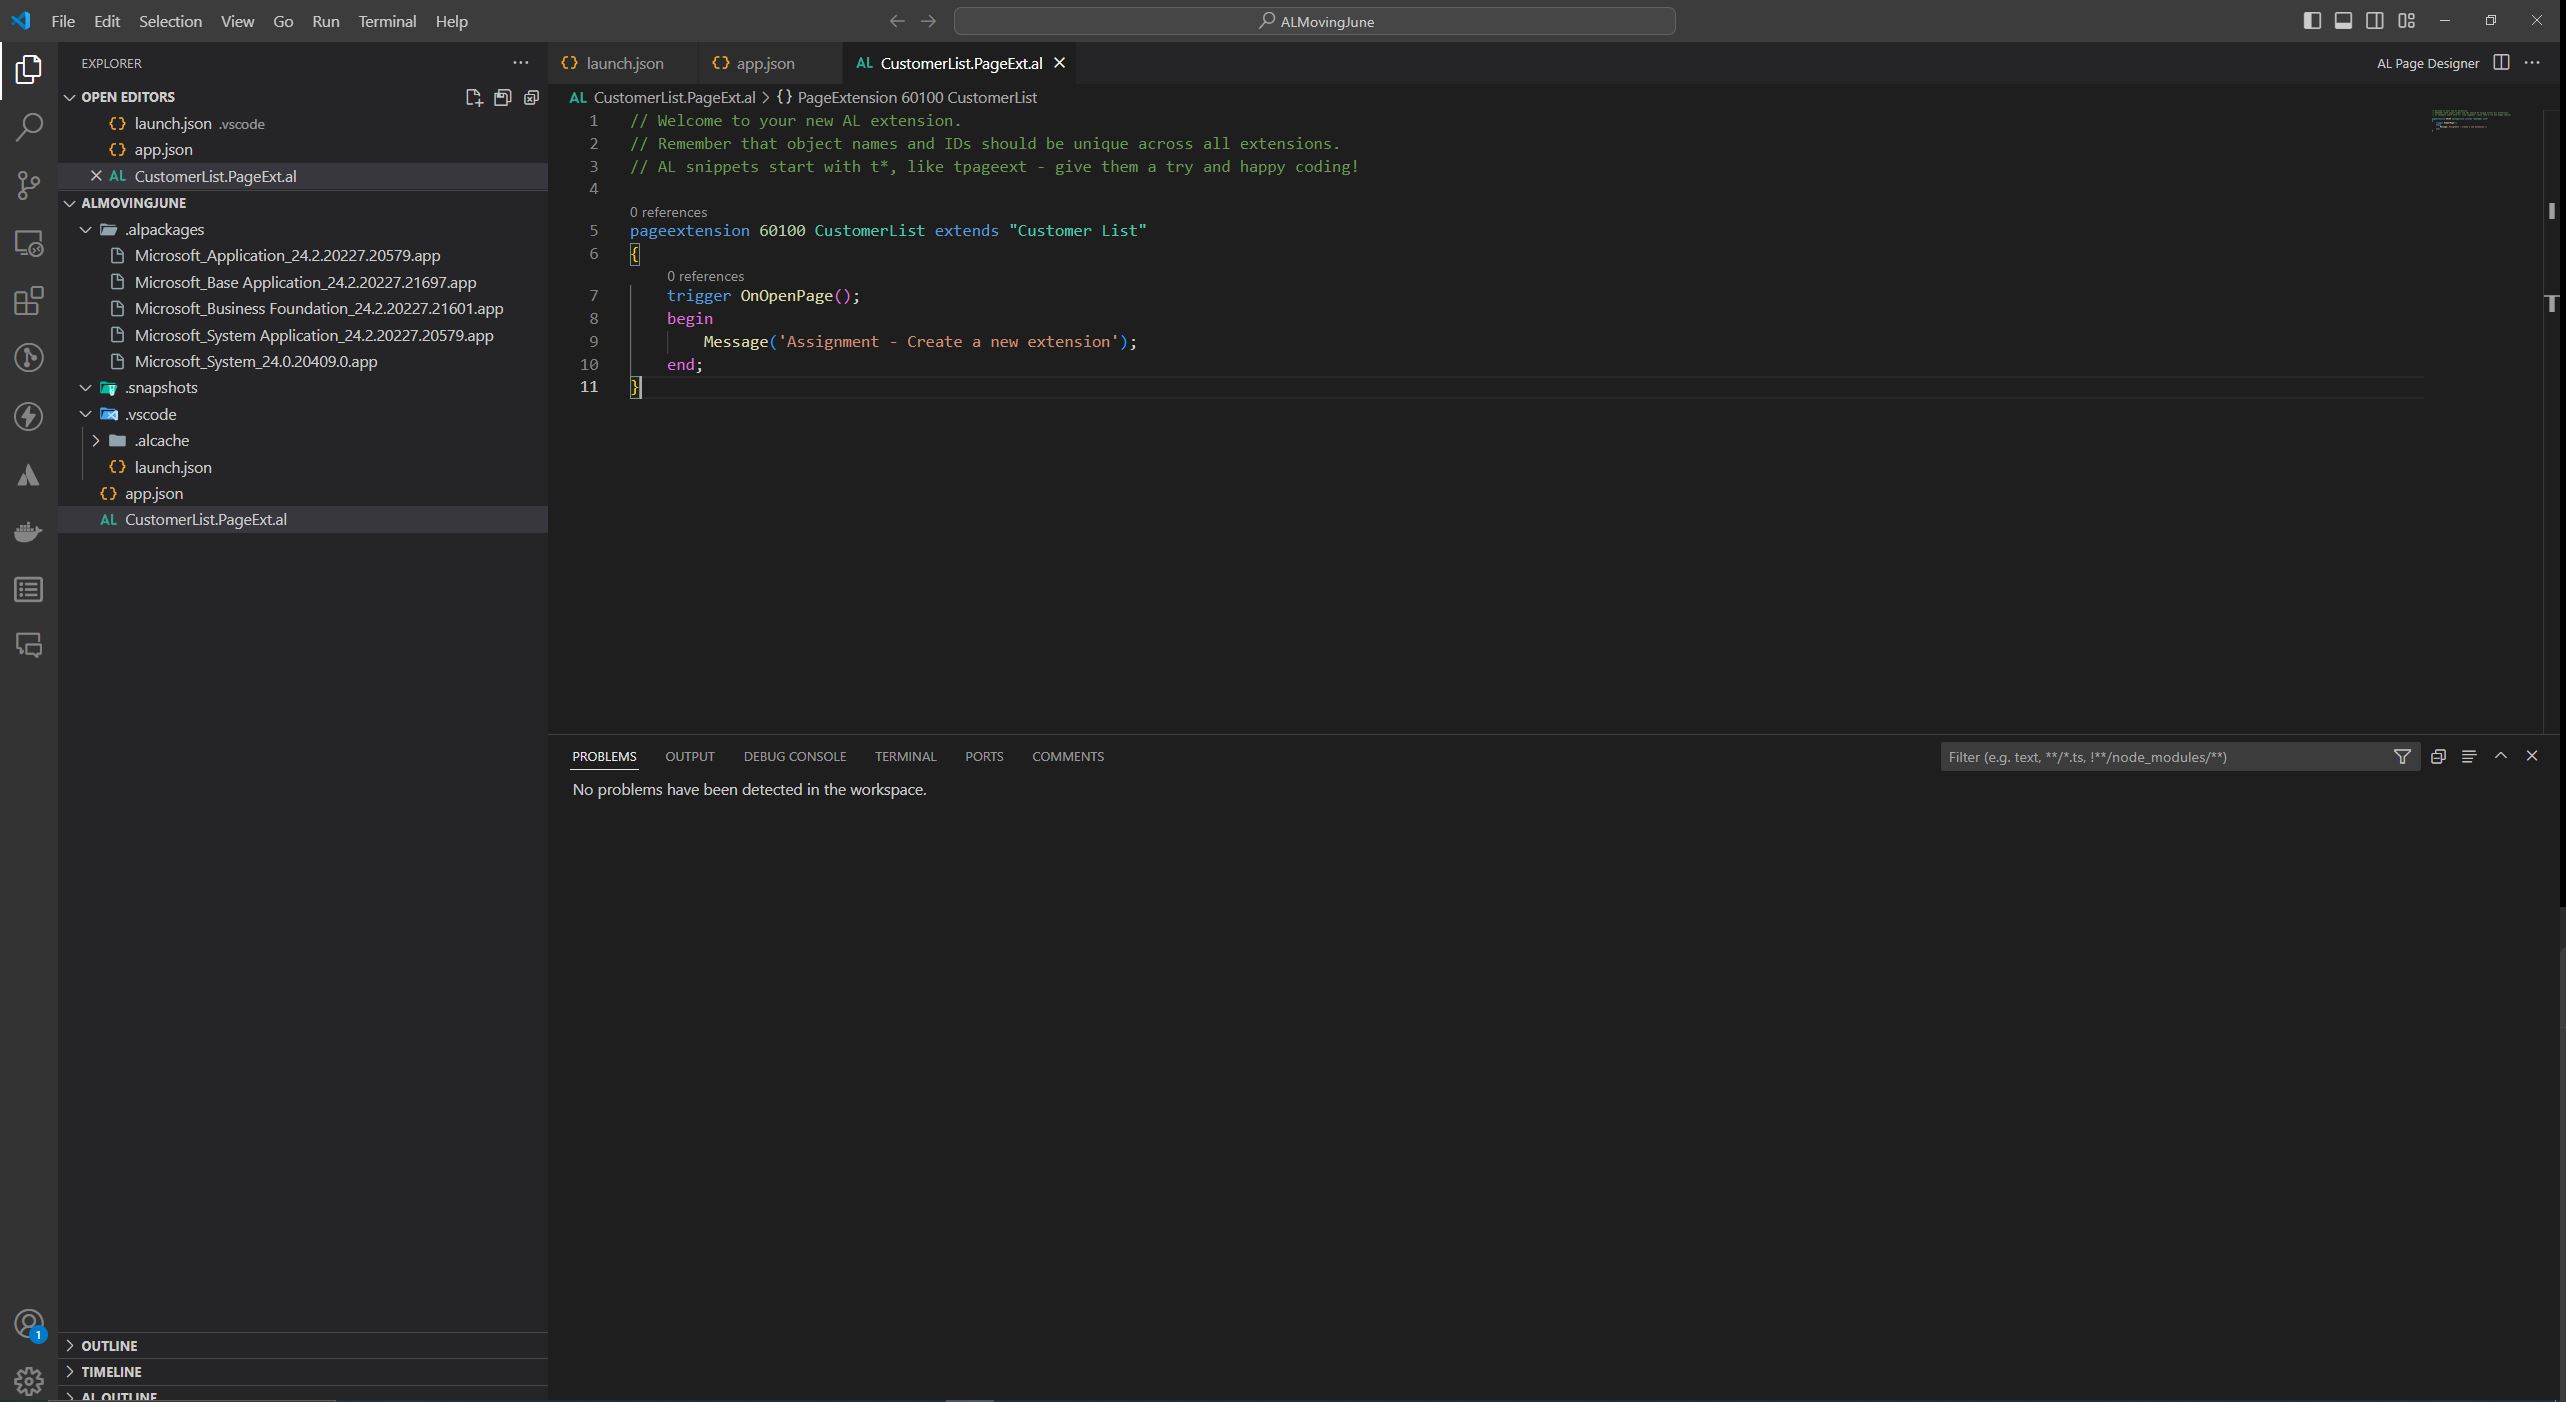 File Edit Selection View Go Run Terminal Help
ALMovingJune
EXPLORER
OPEN EDITORS
launch.json .vscode
app.json
AL CustomerList.PageExt.al
ALMOVINGJUNE
.alpackages
Microsoft_Application_24.2.20227.20579.app
Microsoft_Base Application_24.2.20227.21697.app
Microsoft_Business Foundation_24.2.20227.21601.app
Microsoft_System Application_24.2.20227.20579.app
Microsoft_System_24.0.20409.0.app
.snapshots
.vscode
.alcache
launch.json
app.json
AL CustomerList.PageExt.al
1
OUTLINE
TIMELINE
AL OUTLINE
{} launch.json {} app.json AL CustomerList.PageExt.al
AL Page Designer
AL CustomerList.PageExt.al > {} PageExtension 60100 CustomerList
1 // Welcome to your new AL extension.
2 // Remember that object names and IDs should be unique across all extensions.
3 // AL snippets start with t*, like tpageext - give them a try and happy coding!
4
0 references
5 pageextension 60100 CustomerList extends "Customer List"
6 {
0 references
7 trigger OnOpenPage();
8 begin
9 Message('Assignment - Create a new extension');
10 end;
11 }
PROBLEMS OUTPUT DEBUG CONSOLE TERMINAL PORTS COMMENTS
Filter (e.g. text, **/*.ts, !**/node_modules/**)
No problems have been detected in the workspace.